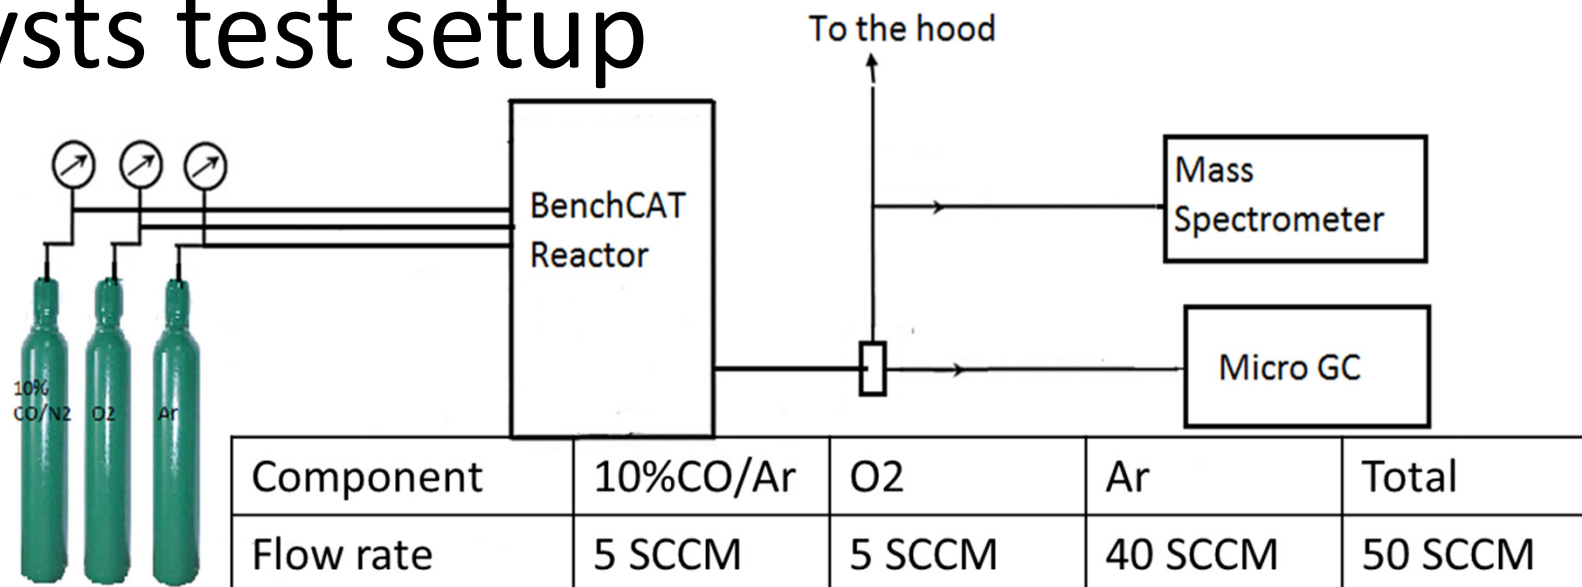 ysts test setup
To the hood
BenchCAT
Reactor
Mass
Spectrometer
Micro GC
10%
CO/N2 O2 Ar
Component 10%CO/Ar O2 Ar Total
Flow rate 5 SCCM 5 SCCM 40 SCCM 50 SCCM